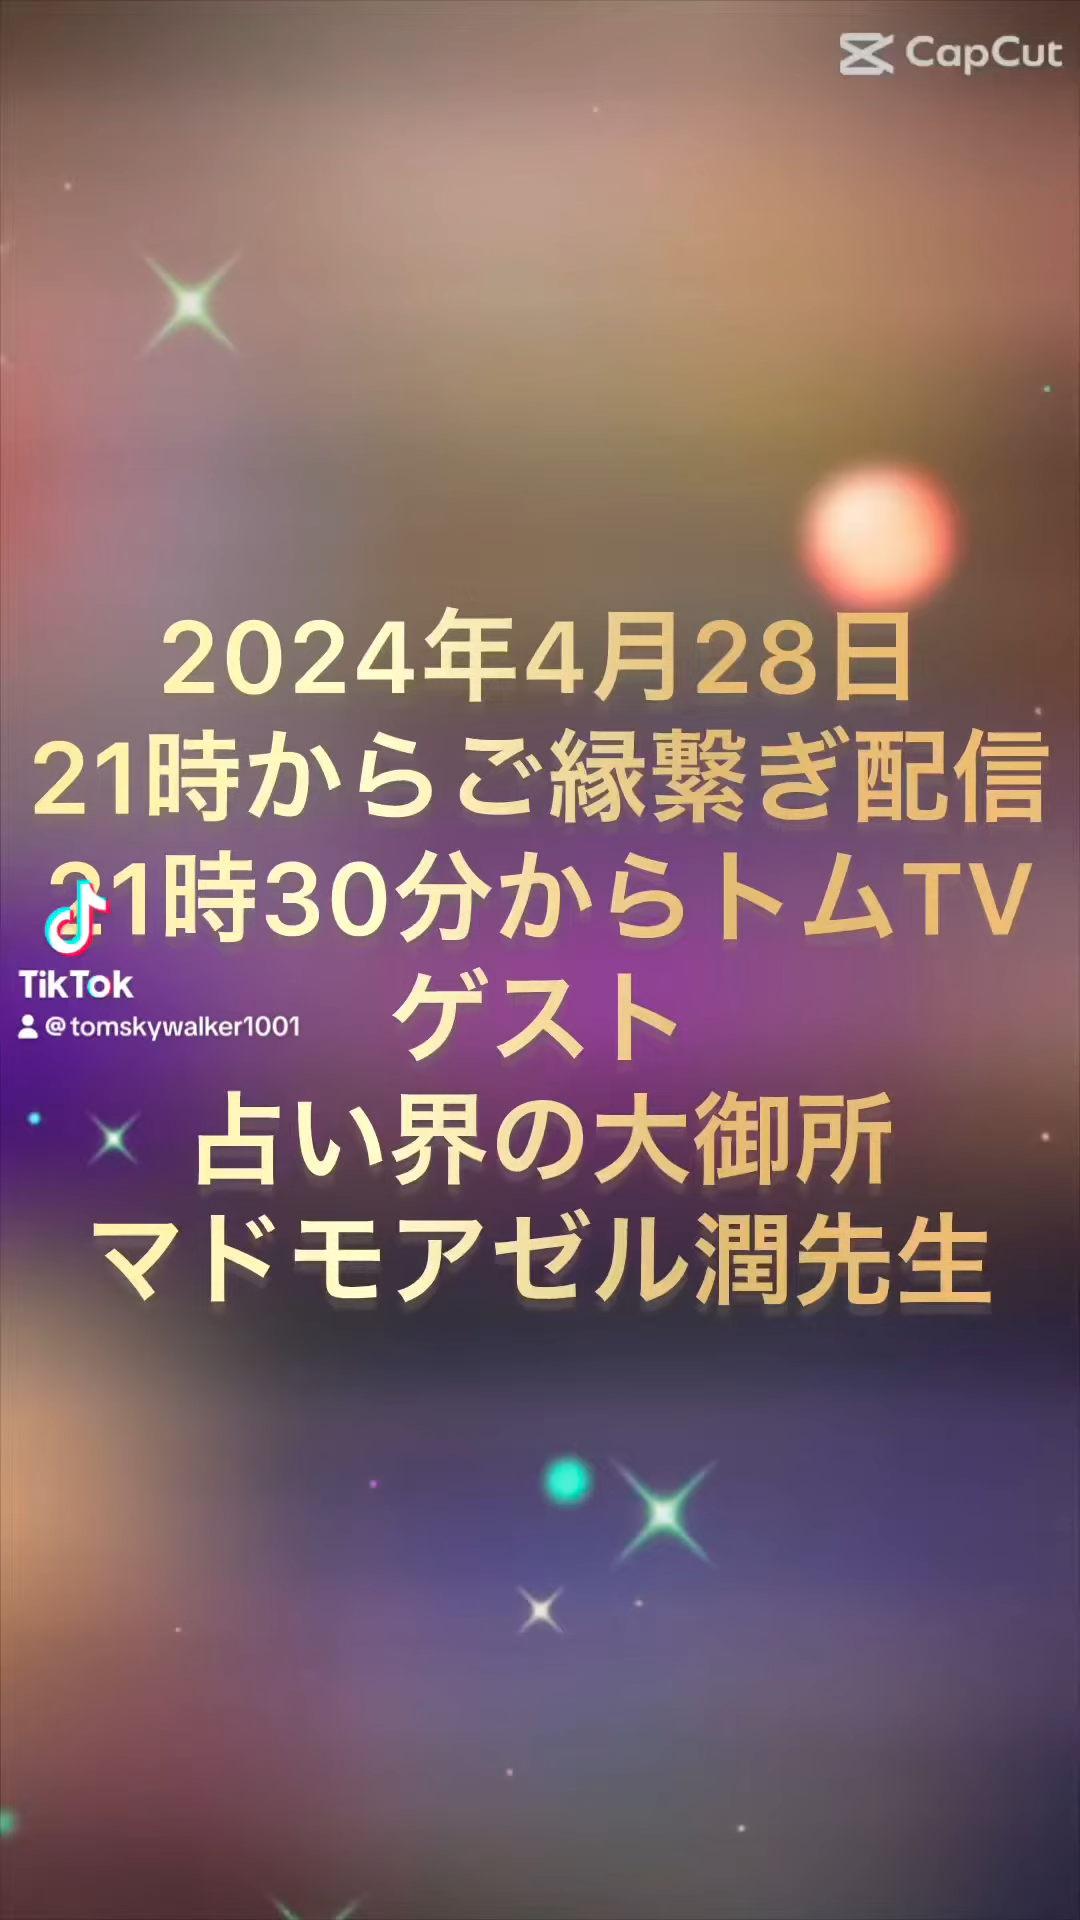 CapCut
2024年4月28日
21時からご縁繋ぎ配信
21時30分からトムTV
ゲスト
占い界の大御所
マドモアゼル潤先生
TikTok
@tomskywalker1001